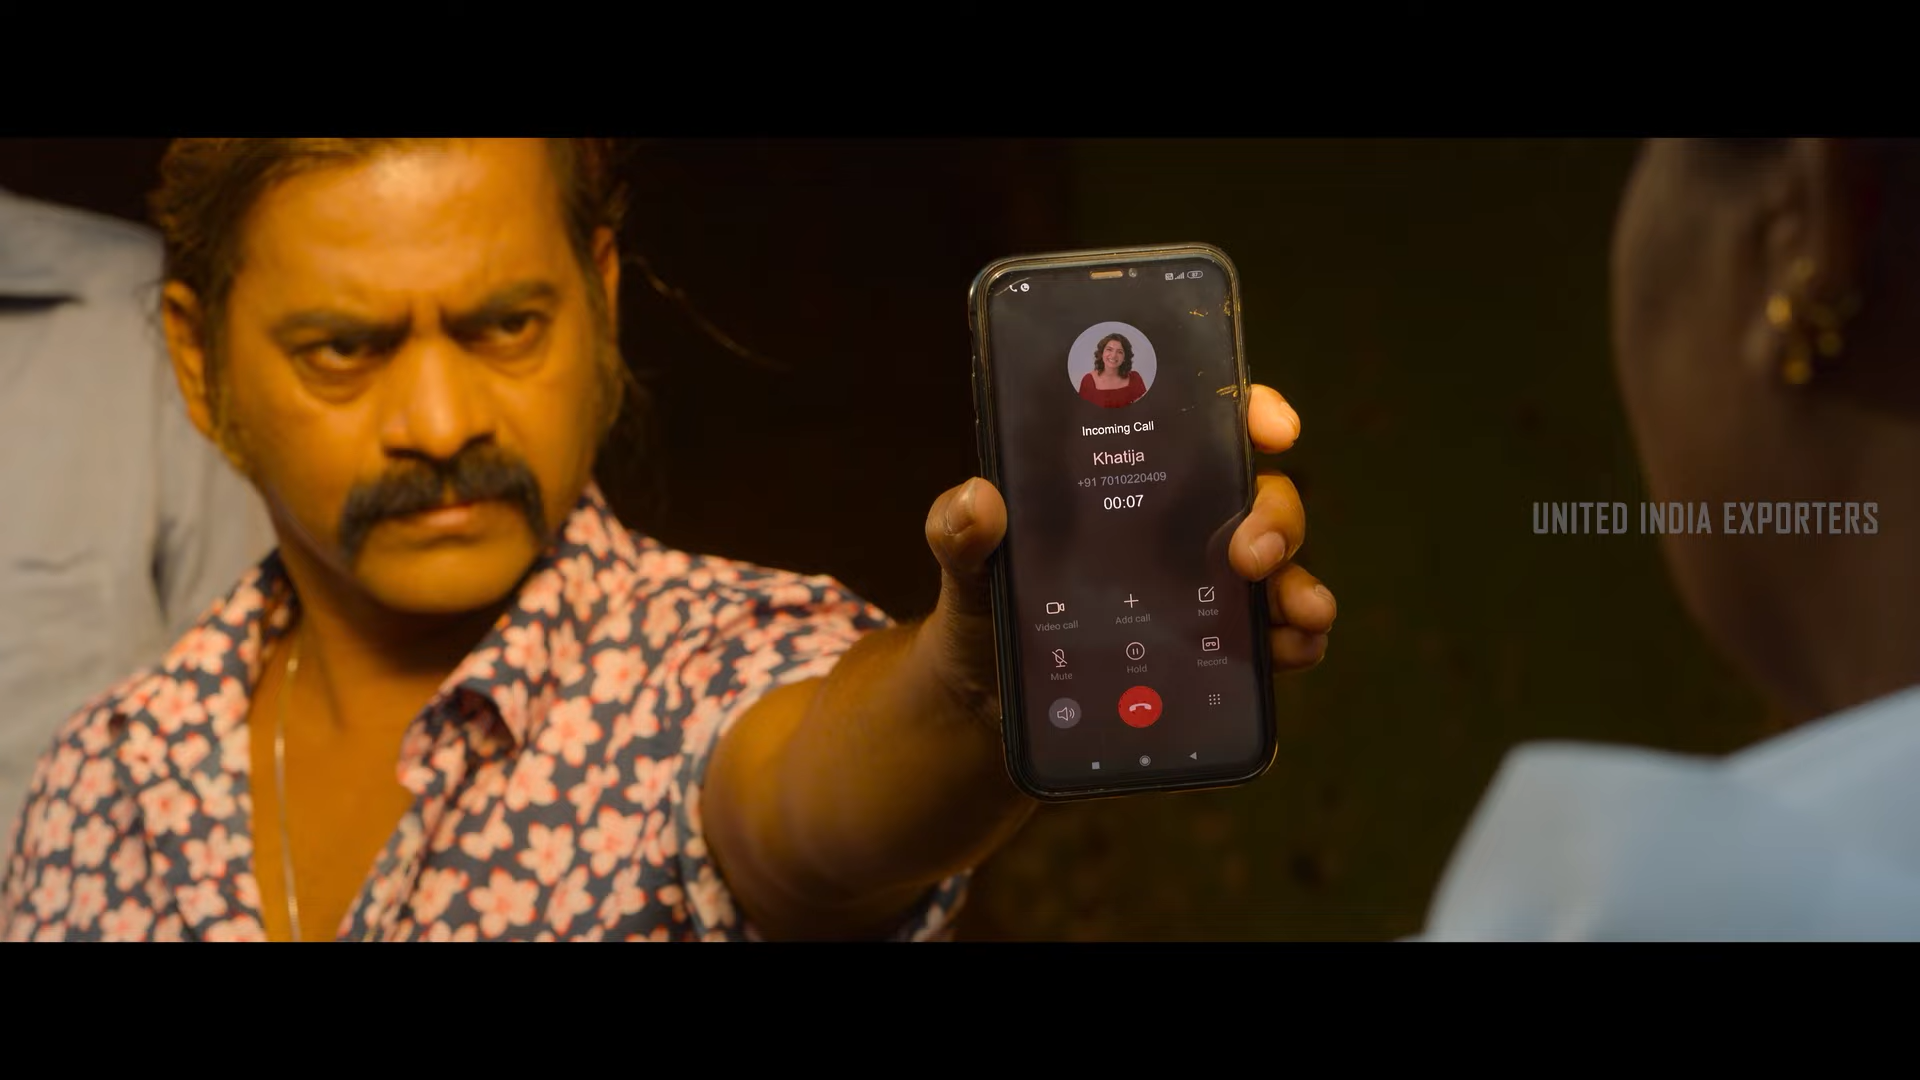 Incoming Call
Khatija
+91 7010220409
00:07
Video call
Add call
Note
Mute
Hold
Record
UNITED INDIA EXPORTERS